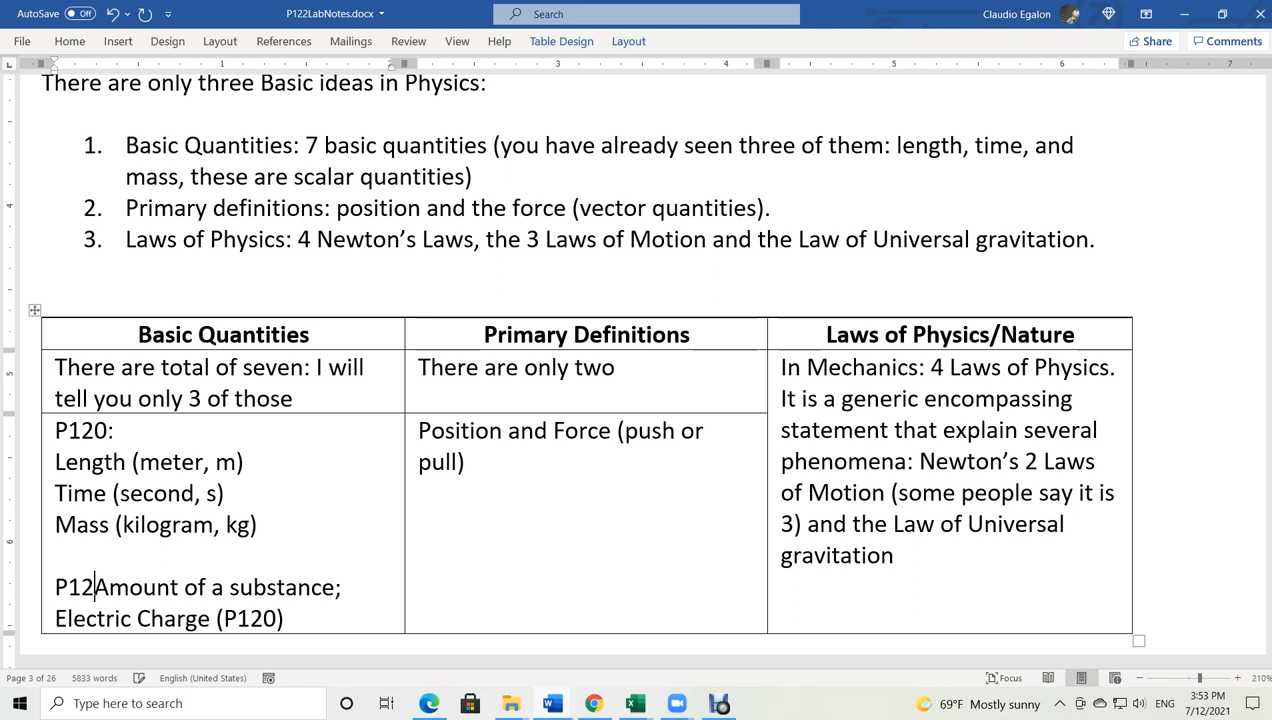 AutoSave Off P122LabNotes.docx Search Claudio Egalon
File Home Insert Design Layout References Mailings Review View Help Table Design Layout Share Comments
1 3 4 5 6 7
There are only three Basic ideas in Physics:
1. Basic Quantities: 7 basic quantities (you have already seen three of them: length, time, and
mass, these are scalar quantities)
2. Primary definitions: position and the force (vector quantities).
3. Laws of Physics: 4 Newton's Laws, the 3 Laws of Motion and the Law of Universal gravitation.
4
5
6
Basic Quantities
There are total of seven: I will
tell you only 3 of those
P120:
Length (meter, m)
Time (second, s)
Mass (kilogram, kg)
P12Amount of a substance;
Electric Charge (P120)
Primary Definitions
There are only two
Position and Force (push or
pull)
Laws of Physics/Nature
In Mechanics: 4 Laws of Physics.
It is a generic encompassing
statement that explain several
phenomena: Newton's 2 Laws
of Motion (some people say it is
3) and the Law of Universal
gravitation
Page 3 of 26 5833 words English (United States) Focus 210%
Type here to search 69°F Mostly sunny ENG 3:53 PM
7/12/2021